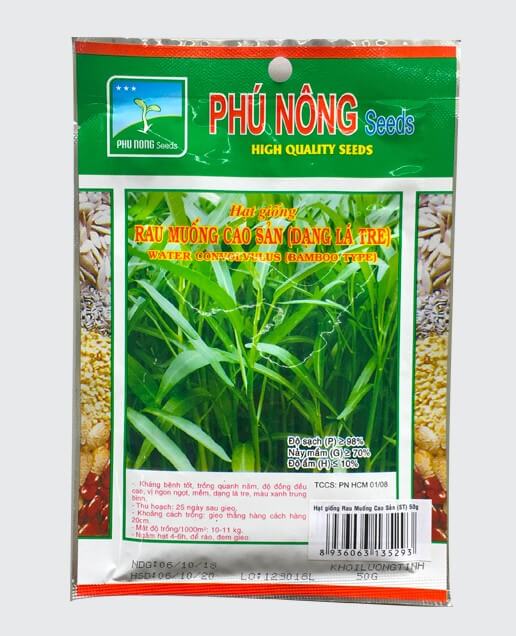 PHÚ NÔNG Seeds
PHU NONG Seeds
HIGH QUALITY SEEDS
Hạt giống
RAU MUỐNG CAO SẢN (DẠNG LÁ TRE)
WATER CONVOLVULUS (BAMBOO TYPE)
Độ sạch (P) ≥ 98%
Nảy mầm (G) ≥ 70%
Độ ẩm (H) ≤ 10%
TCCS: PN HCM 01/08
- Kháng bệnh tốt, trồng quanh năm, độ đồng đều
cao, vị ngon ngọt, mềm, dạng lá tre, màu xanh trung
bình.
- Thu hoạch: 25 ngày sau gieo.
- Khoảng cách trồng: gieo thẳng hàng cách hàng
20cm.
- Mật độ trồng/1000m²: 10-11 kg.
- Ngâm hạt 4-6h, để ráo, đem gieo.
Hạt giống Rau Muống Cao Sản (ST) 50g
8 936063 135293
NDG:06/10/18
HSD:06/10/20 LO:123018L
KHOILUONGTINH
50G